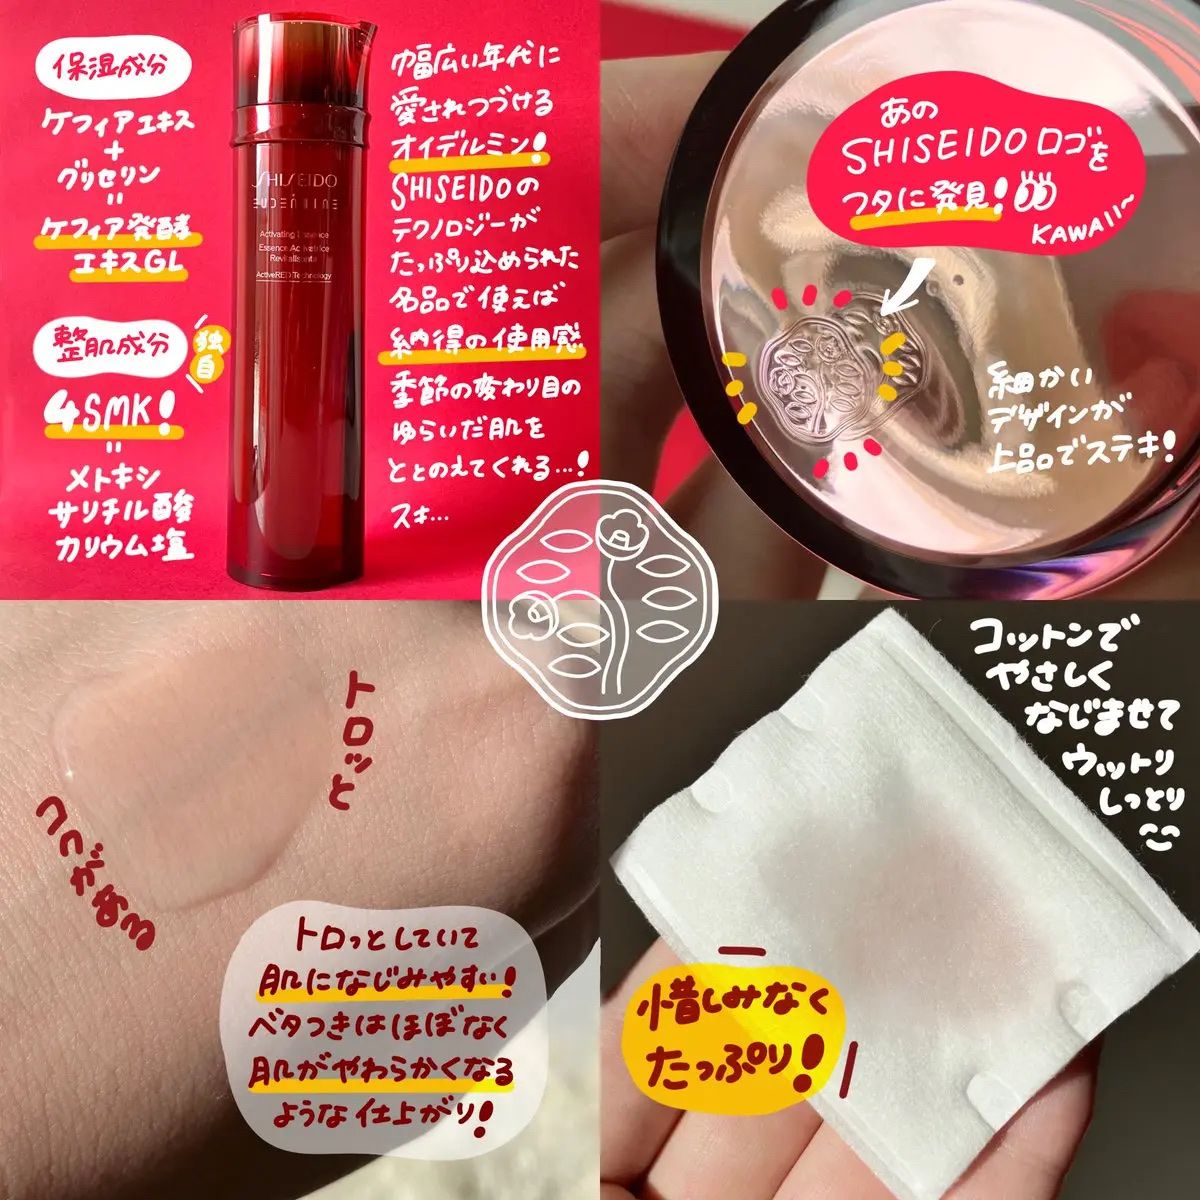 保湿成分
ケフィアエキス
+
グリセリン
=
ケフィア発酵
エキスGL
整肌成分
独自
4SMK!
=
メトキシ
サリチル酸
カリウム塩
SHISEIDO
EUDERMINE
Activating Essence
Essence Activatrice
Revitalisante
ActiveRED Technology
幅広い年代に
愛されつづける
オイデルミン!
SHISEIDOの
テクノロジーが
たっぷり込められた
名品で使えば
納得の使用感
季節の変わり目の
ゆらいだ肌を
ととのえてくれる…!
スキ…
あの
SHISEIDOロゴを
フタに発見!
KAWAII~
細かい
デザインが
上品でステキ!
トロッと
コクがある
トロっとしていて
肌になじみやすい!
ベタつきはほぼなく
肌がやわらかくなる
ような仕上がり!
コットンで
やさしく
なじませて
ウットリ
しっとり
惜しみなく
たっぷり!